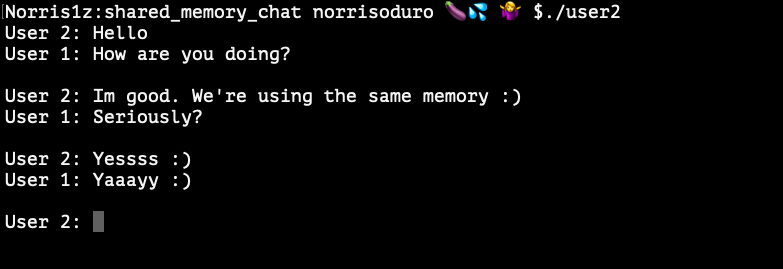 Norris1z:shared_memory_chat norrisoduro 🍆💦 🤷‍♀️ $./user2
User 2: Hello
User 1: How are you doing?
User 2: Im good. We're using the same memory :)
User 1: Seriously?
User 2: Yessss :)
User 1: Yaaayy :)
User 2: